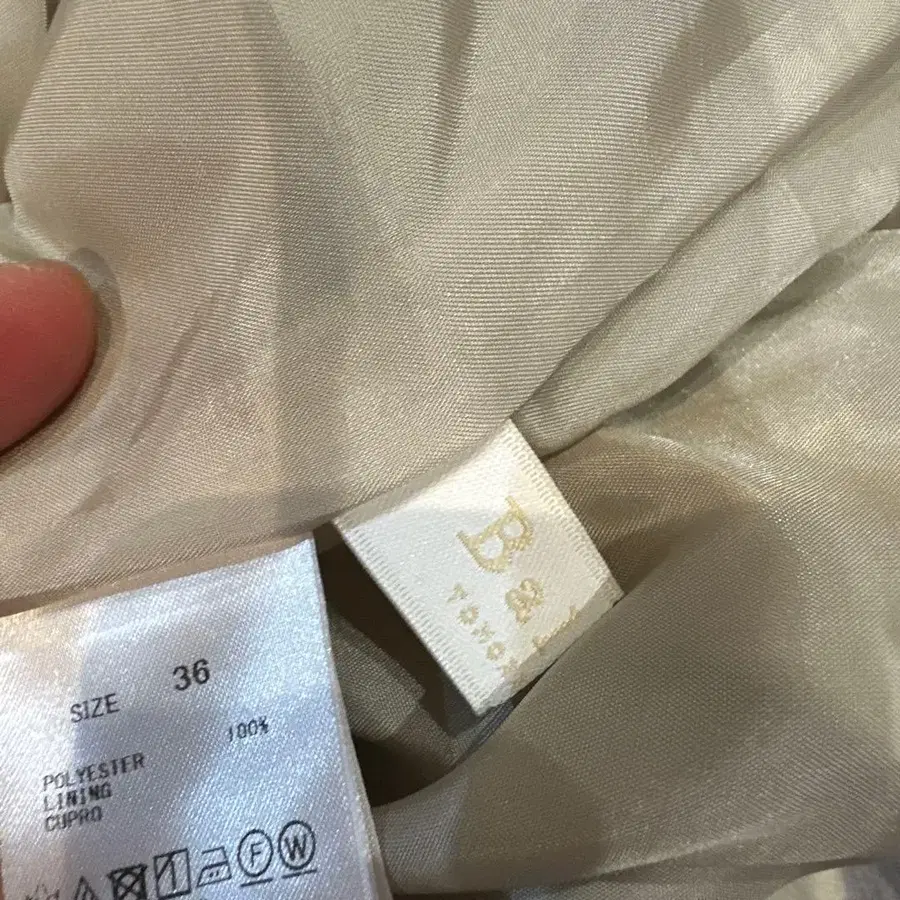 SIZE 36
100%
POLYESTER
LINING
CUPRO
F W
B